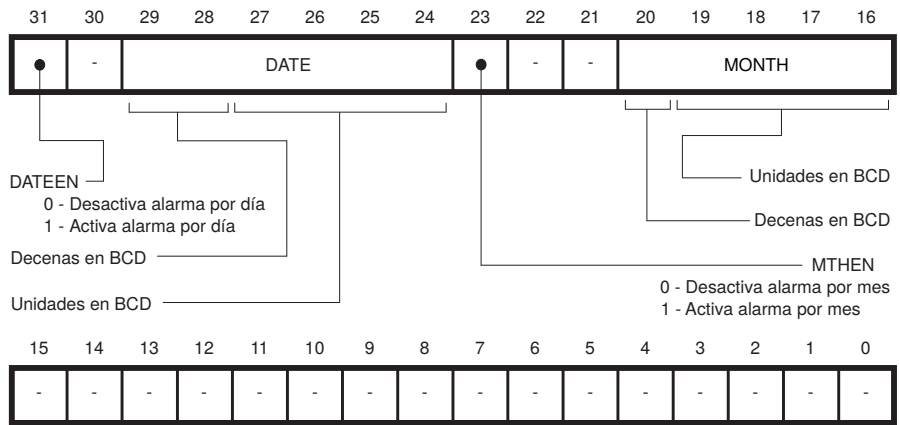 31 30 29 28 27 26 25 24 23 22 21 20 19 18 17 16
- DATE - - MONTH
DATEEN
0 - Desactiva alarma por día
1 - Activa alarma por día
Decenas en BCD
Unidades en BCD
Unidades en BCD
Decenas en BCD
MTHEN
0 - Desactiva alarma por mes
1 - Activa alarma por mes
15 14 13 12 11 10 9 8 7 6 5 4 3 2 1 0
- - - - - - - - - - - - - - - -